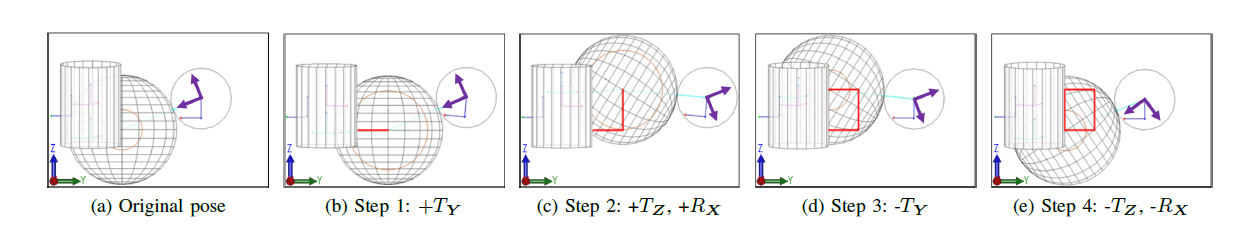 Z Y
Z Y
Z Y
Z Y
Z Y
(a) Original pose (b) Step 1: +T_Y (c) Step 2: +T_Z, +R_X (d) Step 3: -T_Y (e) Step 4: -T_Z, -R_X